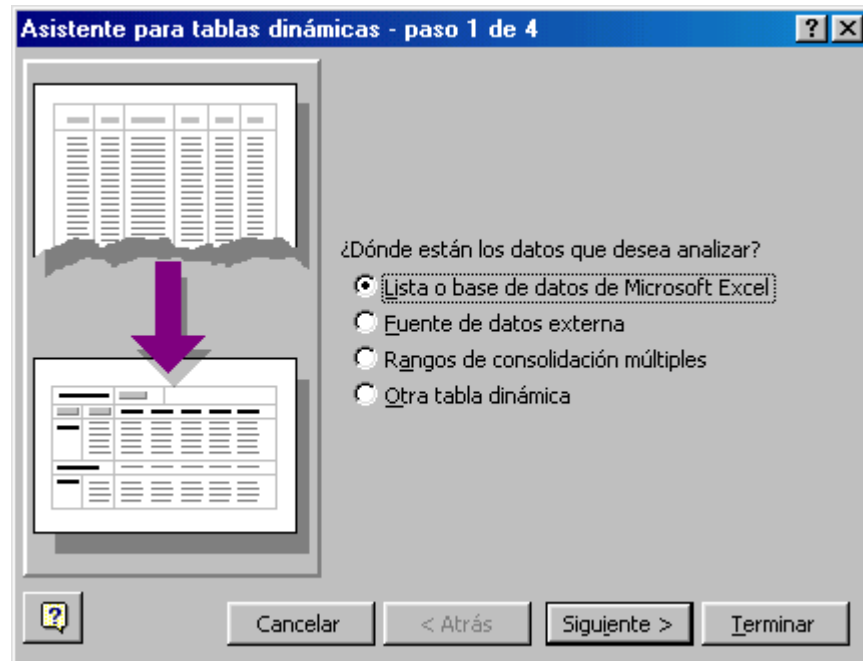 Asistente para tablas dinámicas - paso 1 de 4
¿Dónde están los datos que desea analizar?
Lista o base de datos de Microsoft Excel
Fuente de datos externa
Rangos de consolidación múltiples
Otra tabla dinámica
Cancelar < Atrás Siguiente > Terminar